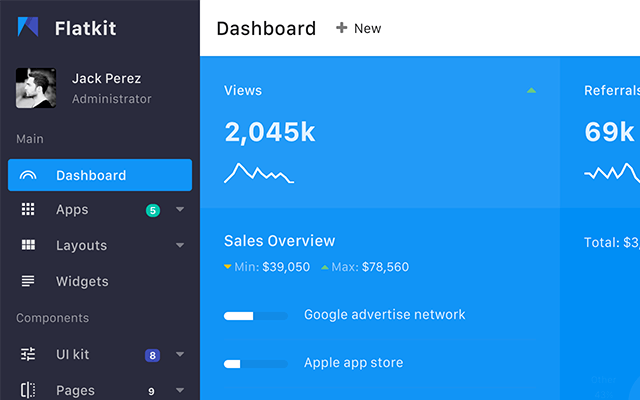 Flatkit
Dashboard
New
Jack Perez
Administrator
Main
Dashboard
Apps 5
Layouts
Widgets
Components
UI kit 8
Pages 9
Views
2,045k
Referrals
69k
Sales Overview
Min: $39,050 Max: $78,560
Total: $3,
Google advertise network
Apple app store